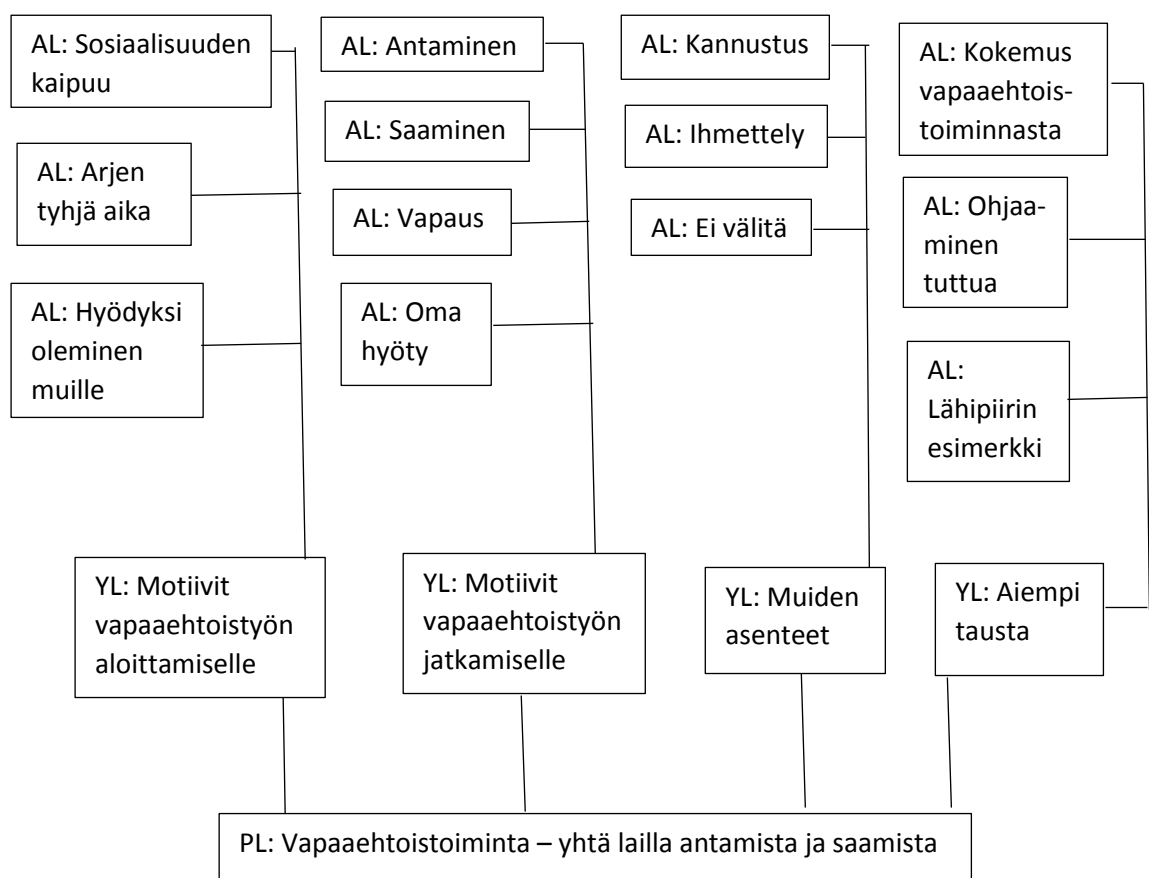 AL: Sosiaalisuuden
kaipuu
AL: Arjen
tyhjä aika
AL: Hyödyksi
oleminen
muille
AL: Antaminen
AL: Saaminen
AL: Vapaus
AL: Oma
hyöty
AL: Kannustus
AL: Ihmettely
AL: Ei välitä
AL: Kokemus
vapaaehtois-
toiminnasta
AL: Ohjaa-
minen
tuttua
AL:
Lähipiirin
esimerkki
YL: Motiivit
vapaaehtoistyön
aloittamiselle
YL: Motiivit
vapaaehtoistyön
jatkamiselle
YL: Muiden
asenteet
YL: Aiempi
tausta
PL: Vapaaehtoistoiminta – yhtä lailla antamista ja saamista